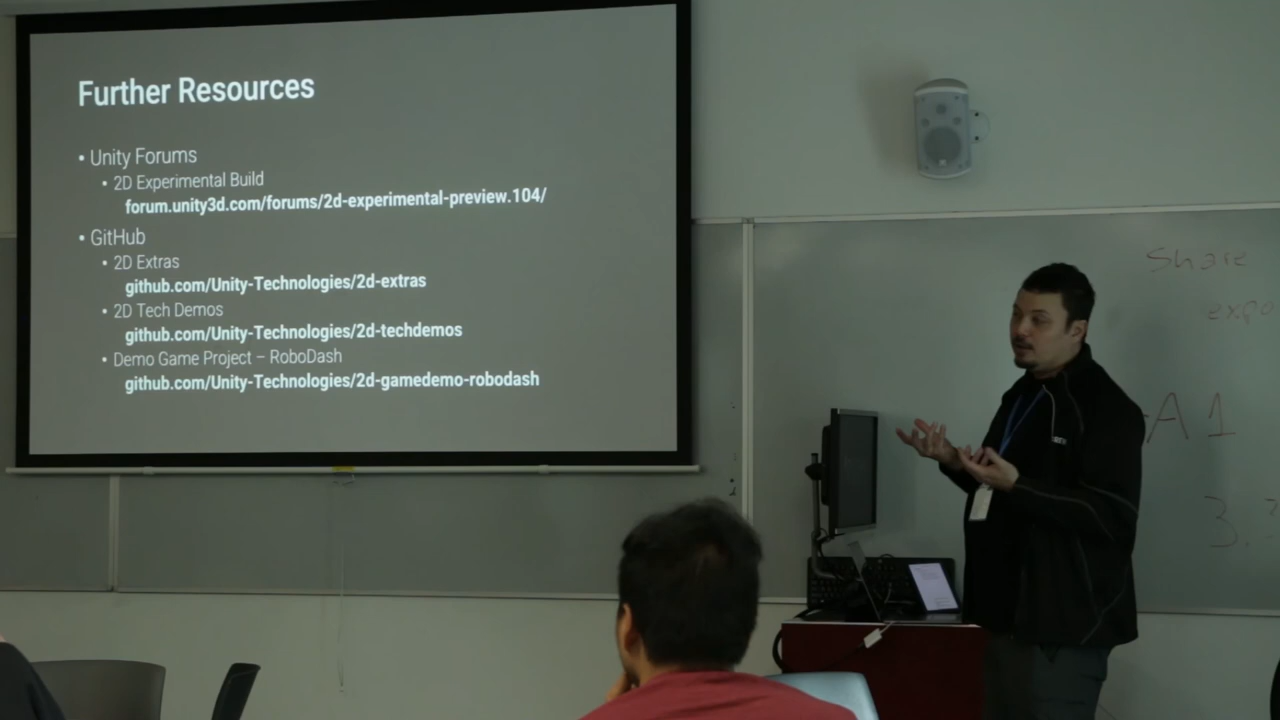 Further Resources
• Unity Forums
• 2D Experimental Build
forum.unity3d.com/forums/2d-experimental-preview.104/
• GitHub
• 2D Extras
github.com/Unity-Technologies/2d-extras
• 2D Tech Demos
github.com/Unity-Technologies/2d-techdemos
• Demo Game Project – RoboDash
github.com/Unity-Technologies/2d-gamedemo-robodash
Share
A1